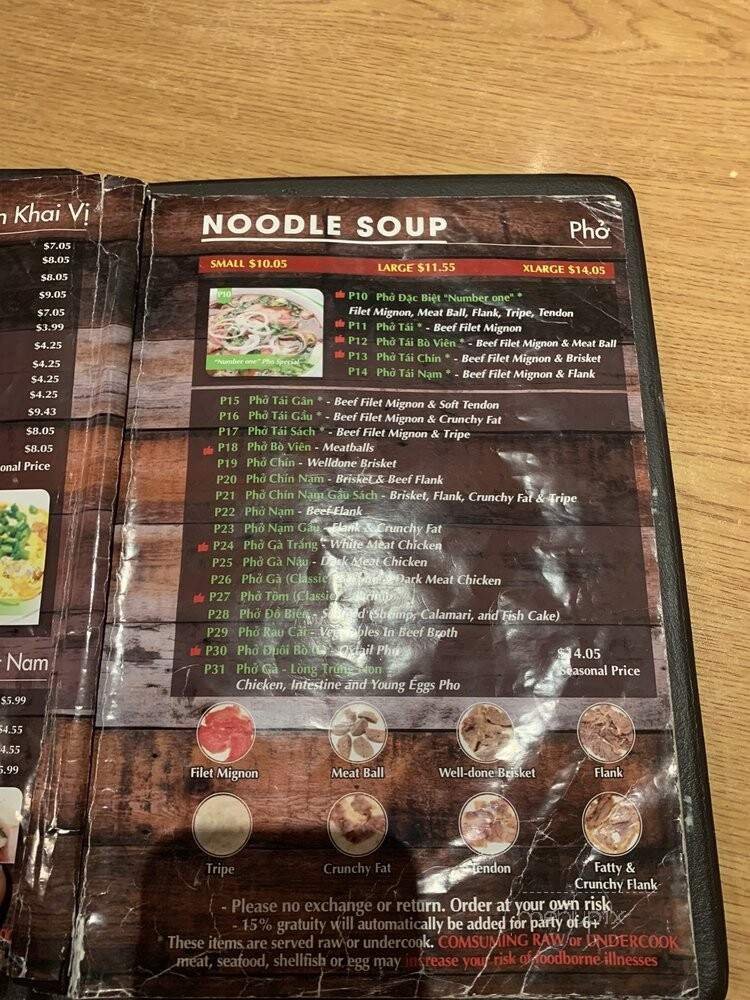 n Khai Vị
$7.05
$8.05
$8.05
$9.05
$7.05
$3.99
$4.25
$4.25
$4.25
$4.25
$9.43
$8.05
$8.05
onal Price
Nam
$5.99
$4.55
4.55
5.99
NOODLE SOUP Phở
SMALL $10.05 LARGE $11.55 XLARGE $14.05
P10
"Number one" Pho Special
P10 Phở Đặc Biệt "Number one" *
Filet Mignon, Meat Ball, Flank, Tripe, Tendon
P11 Phở Tái * - Beef Filet Mignon
P12 Phở Tái Bò Viên * - Beef Filet Mignon & Meat Ball
P13 Phở Tái Chín * - Beef Filet Mignon & Brisket
P14 Phở Tái Nạm * - Beef Filet Mignon & Flank
P15 Phở Tái Gân * - Beef Filet Mignon & Soft Tendon
P16 Phở Tái Gầu * - Beef Filet Mignon & Crunchy Fat
P17 Phở Tái Sách * - Beef Filet Mignon & Tripe
P18 Phở Bò Viên - Meatballs
P19 Phở Chín - Welldone Brisket
P20 Phở Chín Nạm - Brisket & Beef Flank
P21 Phở Chín Nạm Gầu Sách - Brisket, Flank, Crunchy Fat & Tripe
P22 Phở Nạm - Beef Flank
P23 Phở Nạm Gầu - Flank & Crunchy Fat
P24 Phở Gà Trắng - White Meat Chicken
P25 Phở Gà Nâu - Dark Meat Chicken
P26 Phở Gà (Classic) & Dark Meat Chicken
P27 Phở Tôm (Classic) - Shrimp
P28 Phở Đồ Biển - Seafood (Shrimp, Calamari, and Fish Cake)
P29 Phở Rau Cải - Vegetables In Beef Broth
P30 Phở Đuôi Bò - Oxtail Pho $14.05
P31 Phở Gà - Lòng Trứng Non Seasonal Price
Chicken, Intestine and Young Eggs Pho
Filet Mignon Meat Ball Well-done Brisket Flank
Tripe Crunchy Fat Tendon Fatty &
Crunchy Flank
- Please no exchange or return. Order at your own risk
- 15% gratuity will automatically be added for party of 6+
menupix
These items are served raw or undercook. COMSUMING RAW or UNDERCOOK
meat, seafood, shellfish or egg may increase your risk of foodborne illnesses